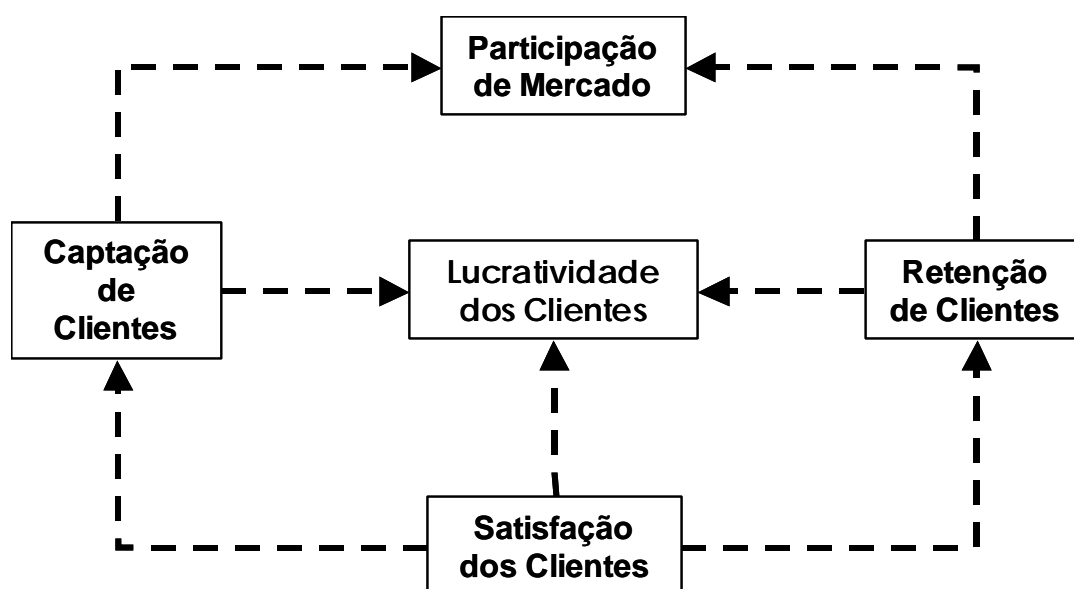 Participação
de Mercado
Captação
de
Clientes
Lucratividade
dos Clientes
Retenção
de Clientes
Satisfação
dos Clientes